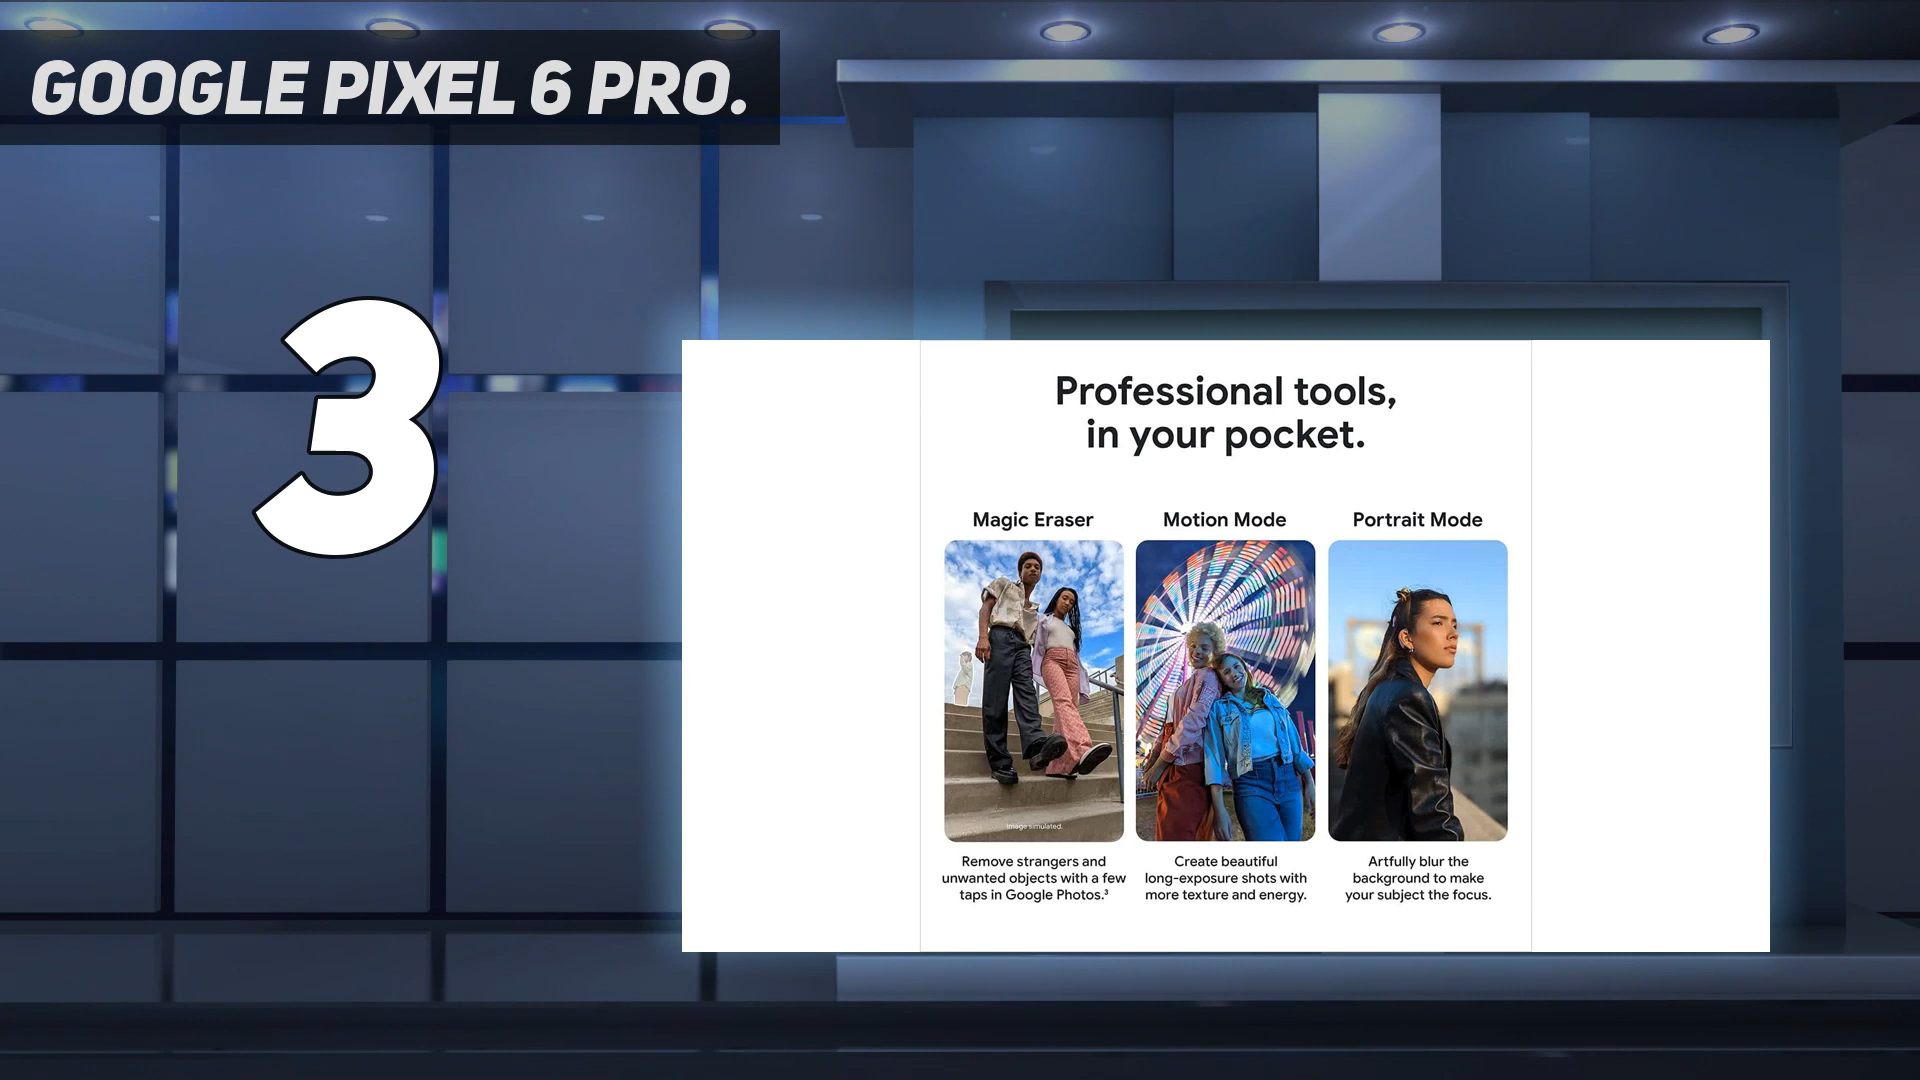 GOOGLE PIXEL 6 PRO.
3
Professional tools,
in your pocket.
Magic Eraser
Motion Mode
Portrait Mode
Image simulated.
Remove strangers and
unwanted objects with a few
taps in Google Photos.³
Create beautiful
long-exposure shots with
more texture and energy.
Artfully blur the
background to make
your subject the focus.